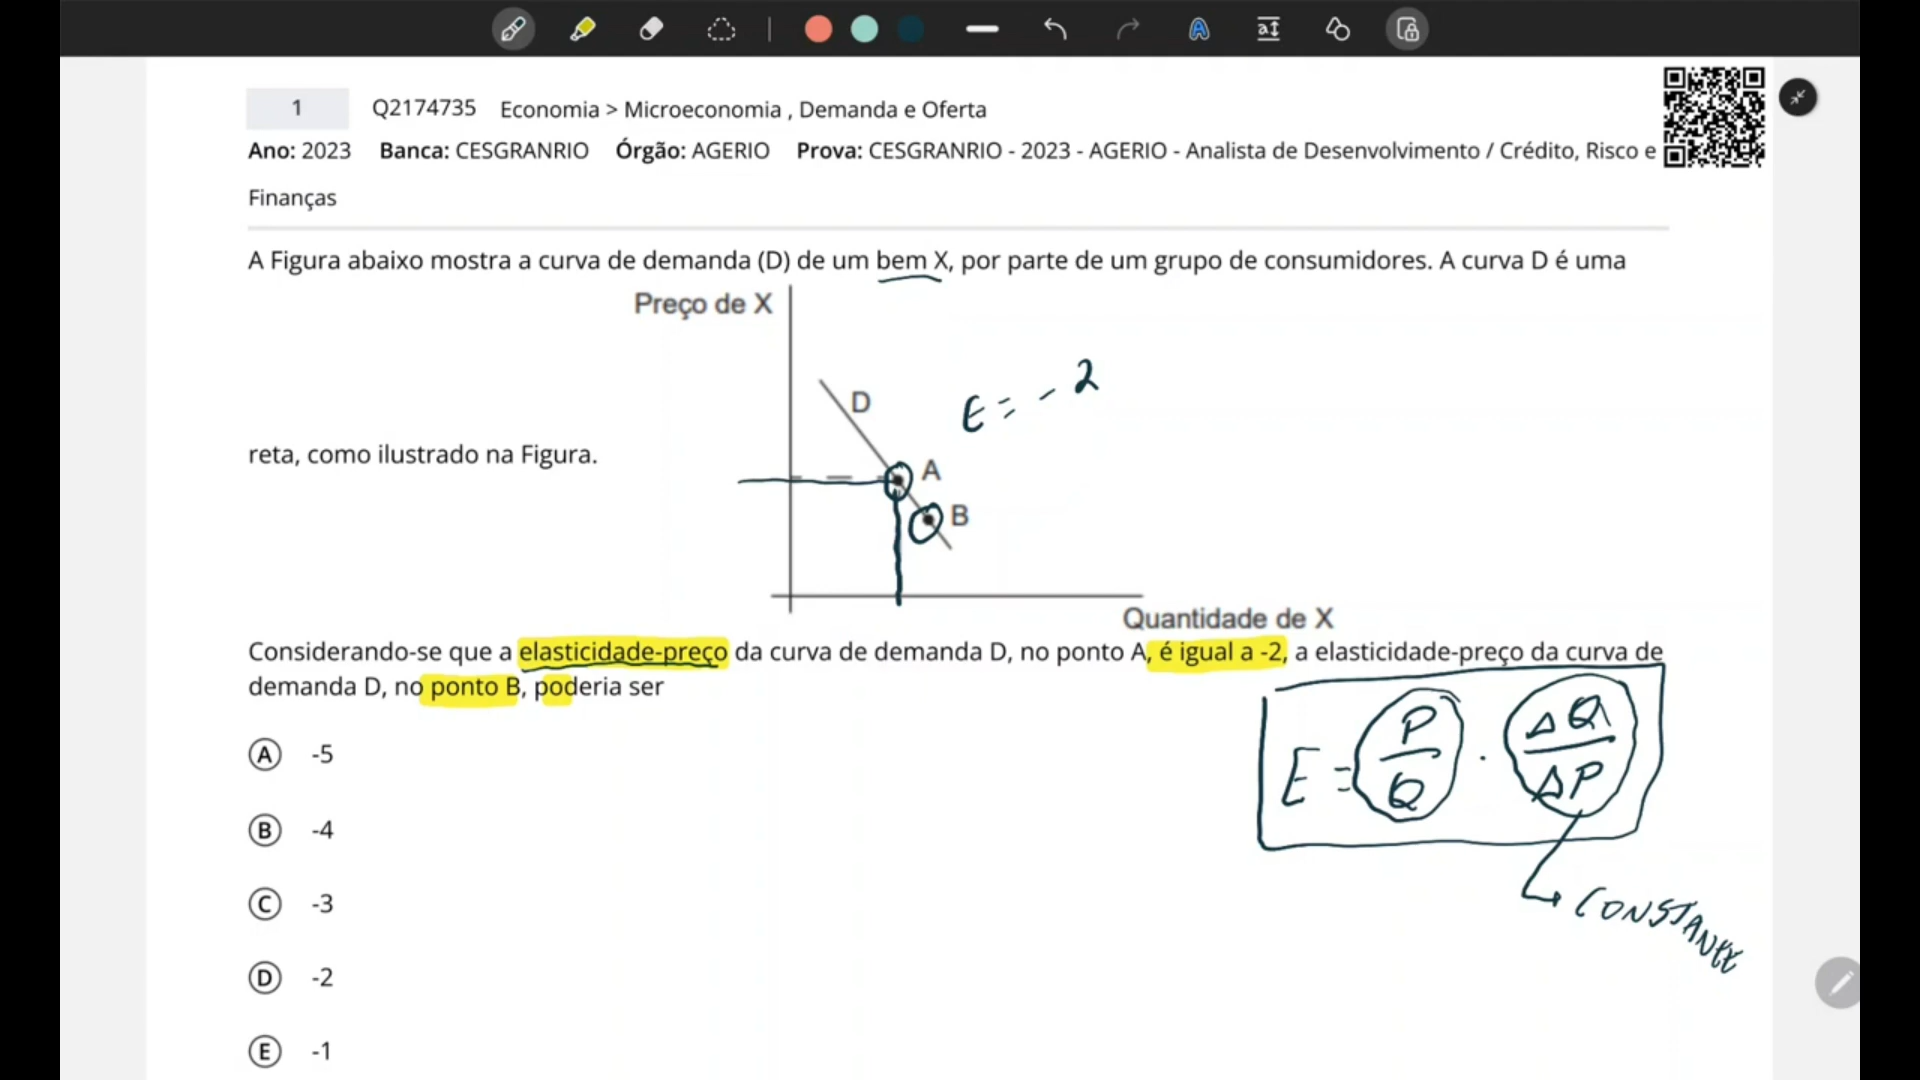 1 Q2174735 Economia > Microeconomia , Demanda e Oferta
Ano: 2023 Banca: CESGRANRIO Órgão: AGERIO Prova: CESGRANRIO - 2023 - AGERIO - Analista de Desenvolvimento / Crédito, Risco e
Finanças
A Figura abaixo mostra a curva de demanda (D) de um bem X, por parte de um grupo de consumidores. A curva D é uma
Preço de X
D
E = - 2
reta, como ilustrado na Figura.
A
B
Quantidade de X
Considerando-se que a elasticidade-preço da curva de demanda D, no ponto A, é igual a -2, a elasticidade-preço da curva de
demanda D, no ponto B, poderia ser
E = P/Q . ΔQ/ΔP
CONSTANTE
A -5
B -4
C -3
D -2
E -1